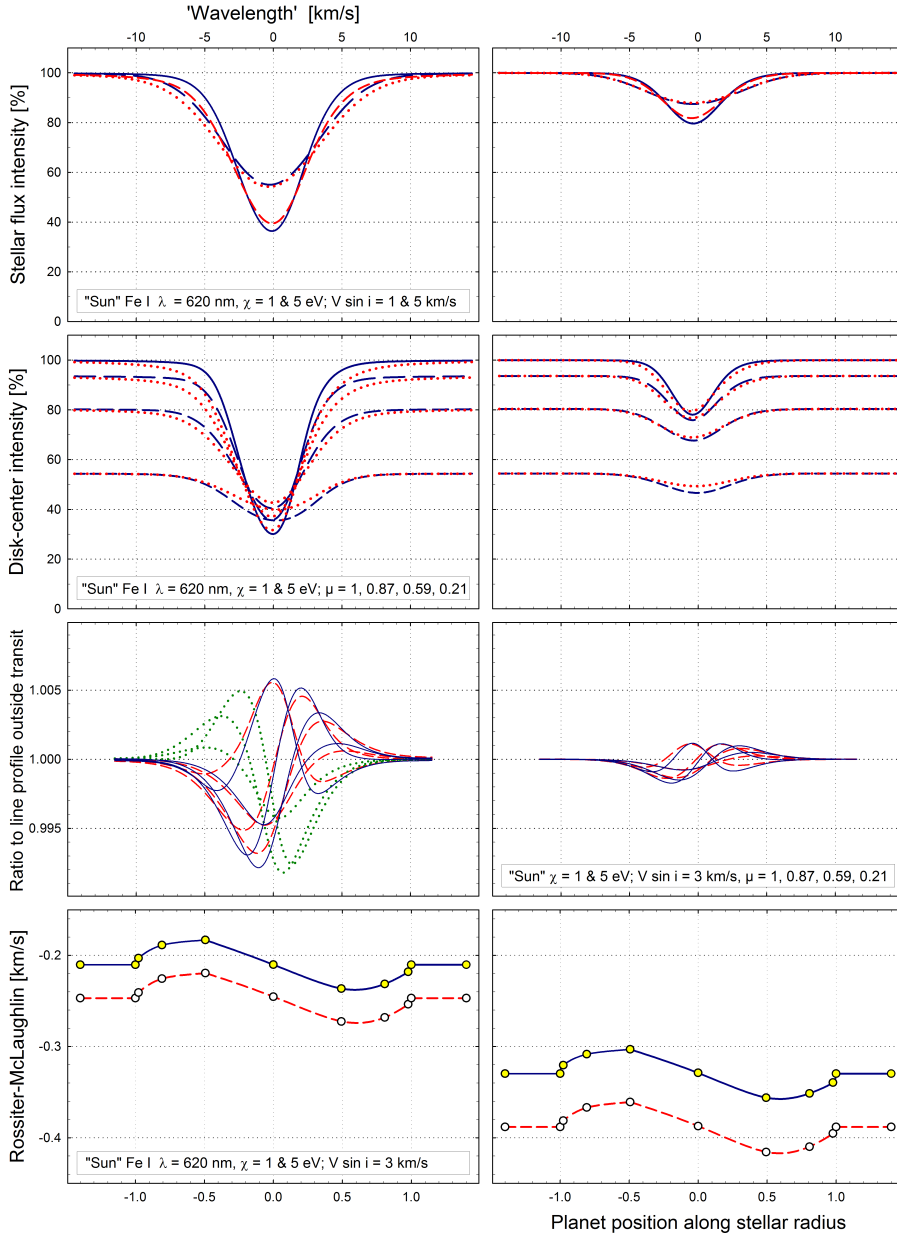 'Wavelength' [km/s]
-10 -5 0 5 10
-10 -5 0 5 10
Stellar flux intensity [%]
100
80
60
40
20
0
"Sun" Fe I λ = 620 nm, χ = 1 & 5 eV; V sin i = 1 & 5 km/s
Disk-center intensity [%]
100
80
60
40
20
0
"Sun" Fe I λ = 620 nm, χ = 1 & 5 eV; μ = 1, 0.87, 0.59, 0.21
Ratio to line profile outside transit
1.005
1.000
0.995
"Sun" χ = 1 & 5 eV; V sin i = 3 km/s, μ = 1, 0.87, 0.59, 0.21
Rossiter-McLaughlin [km/s]
-0.2
-0.3
-0.4
"Sun" Fe I λ = 620 nm, χ = 1 & 5 eV; V sin i = 3 km/s
-1.0 -0.5 0.0 0.5 1.0
-1.0 -0.5 0.0 0.5 1.0
Planet position along stellar radius